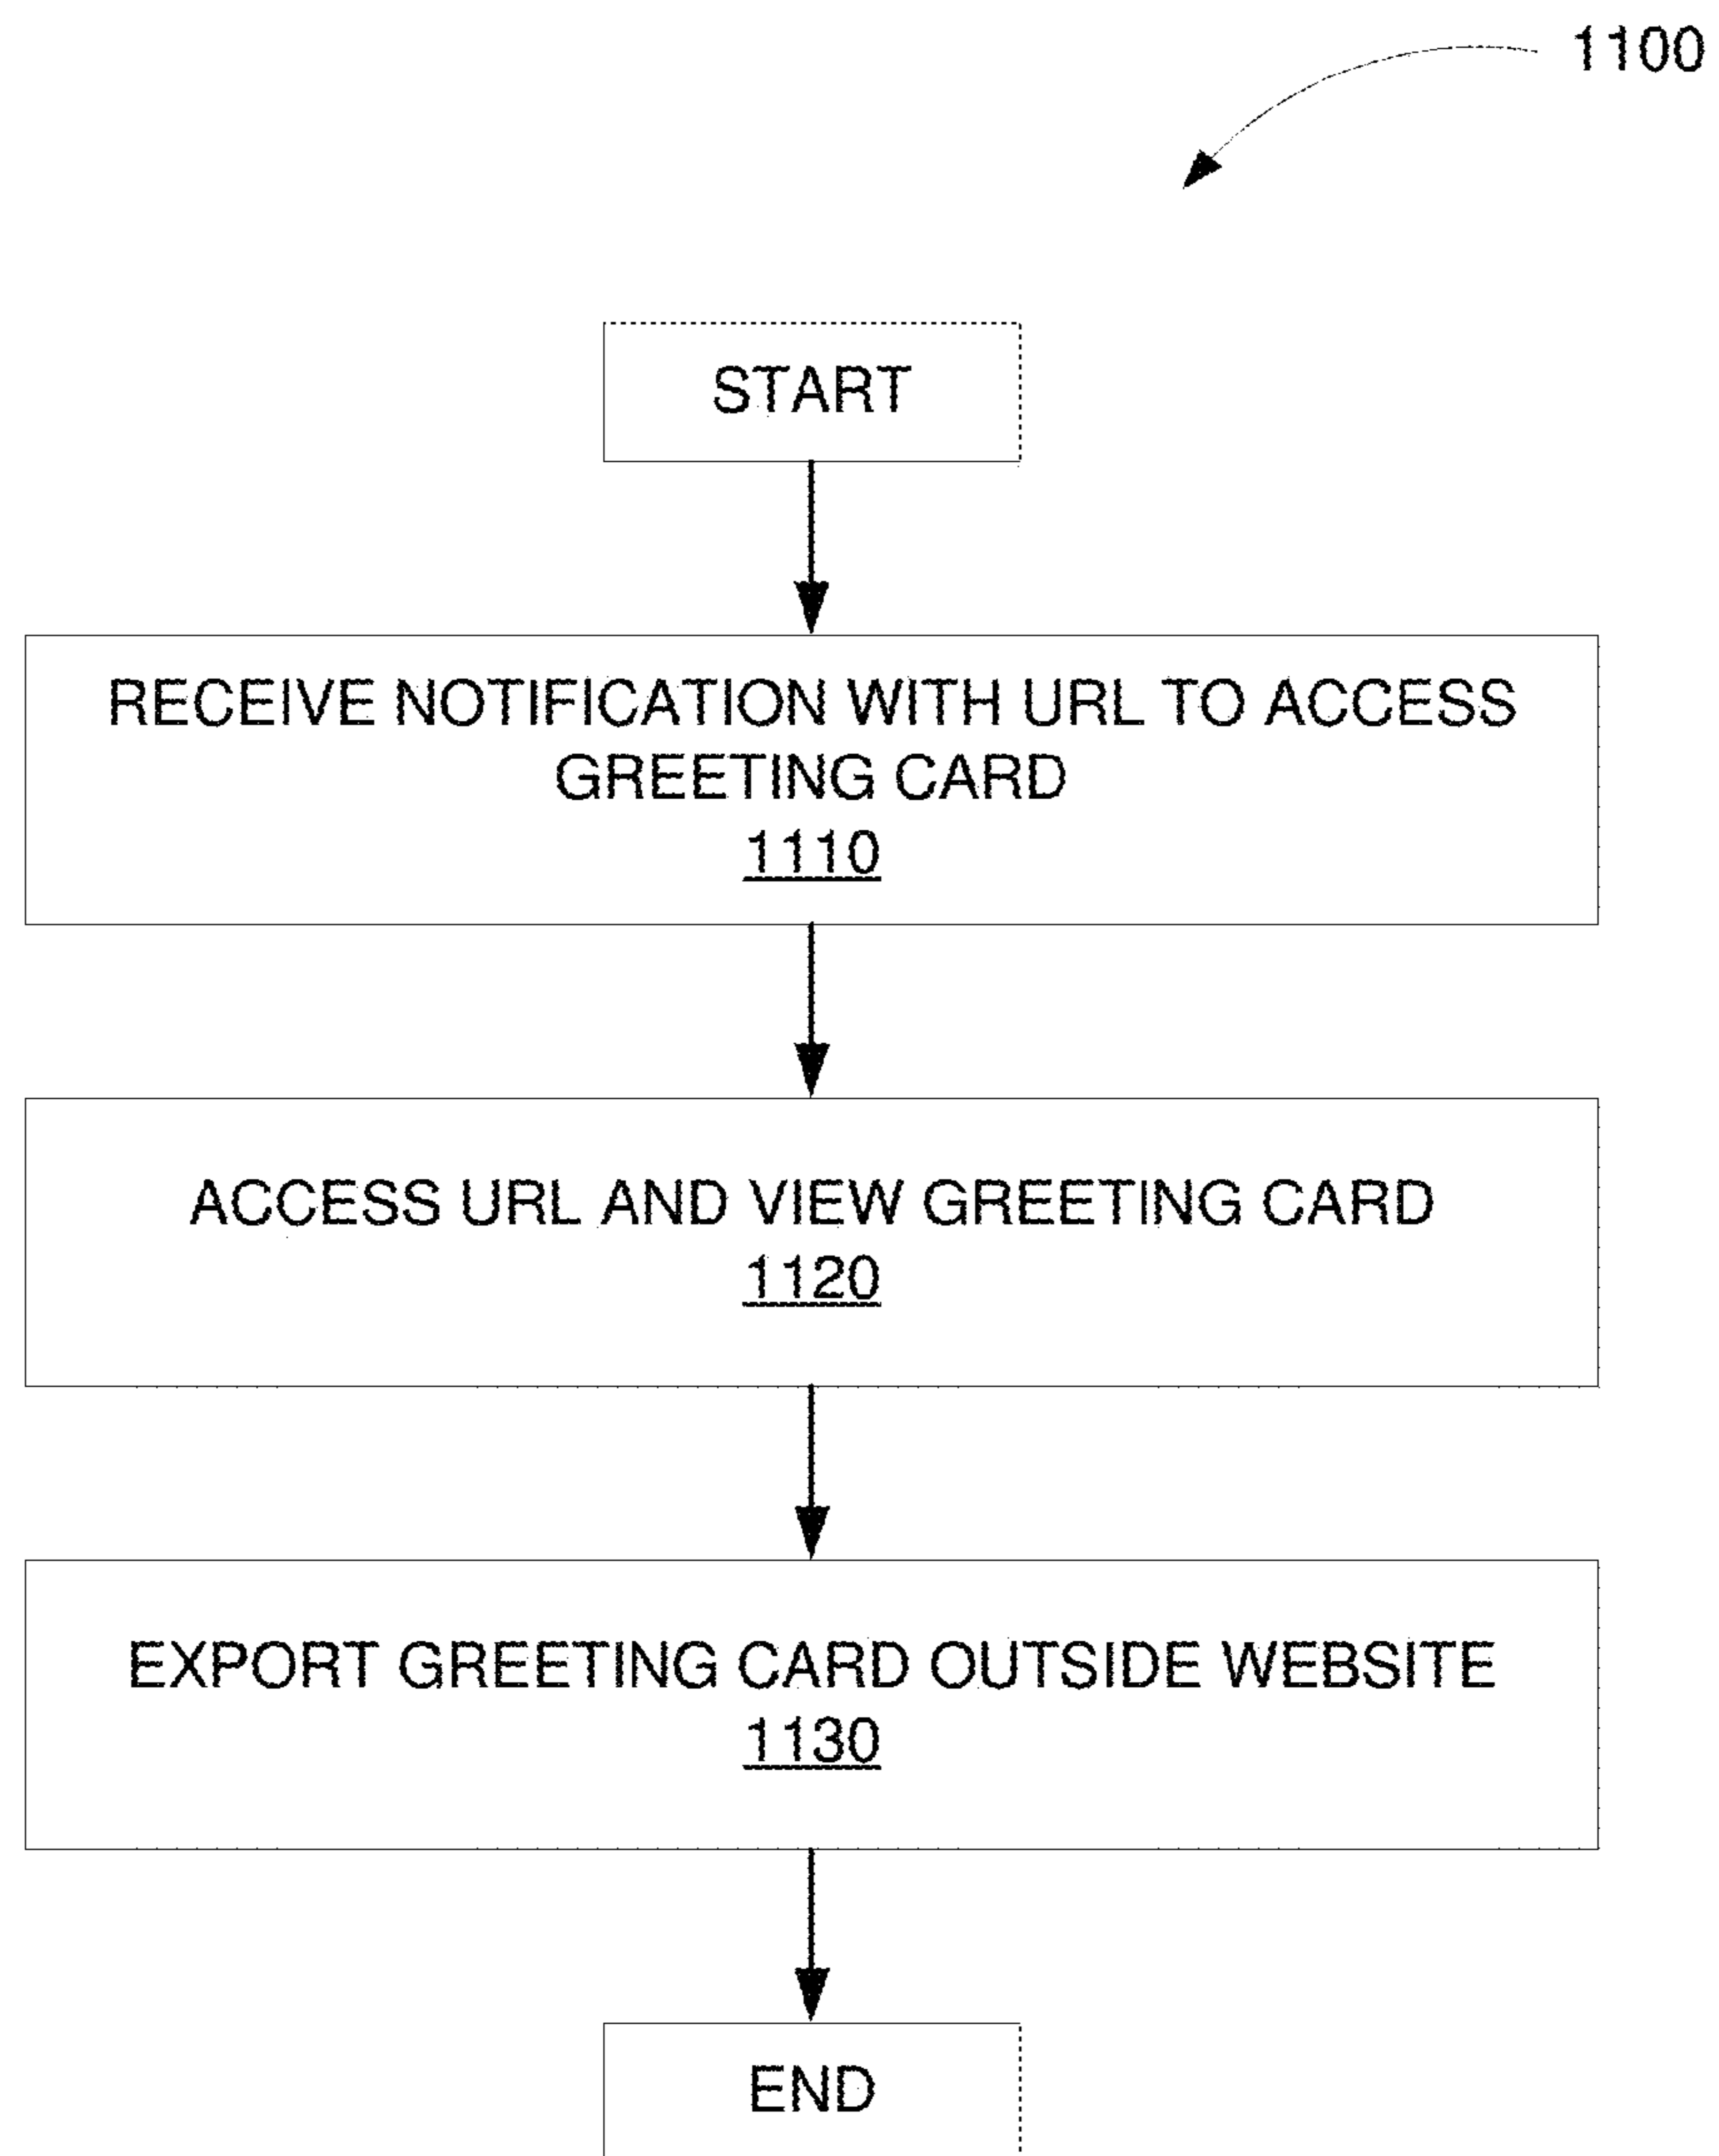 1100
START
RECEIVE NOTIFICATION WITH URL TO ACCESS
GREETING CARD
1110
ACCESS URL AND VIEW GREETING CARD
1120
EXPORT GREETING CARD OUTSIDE WEBSITE
1130
END